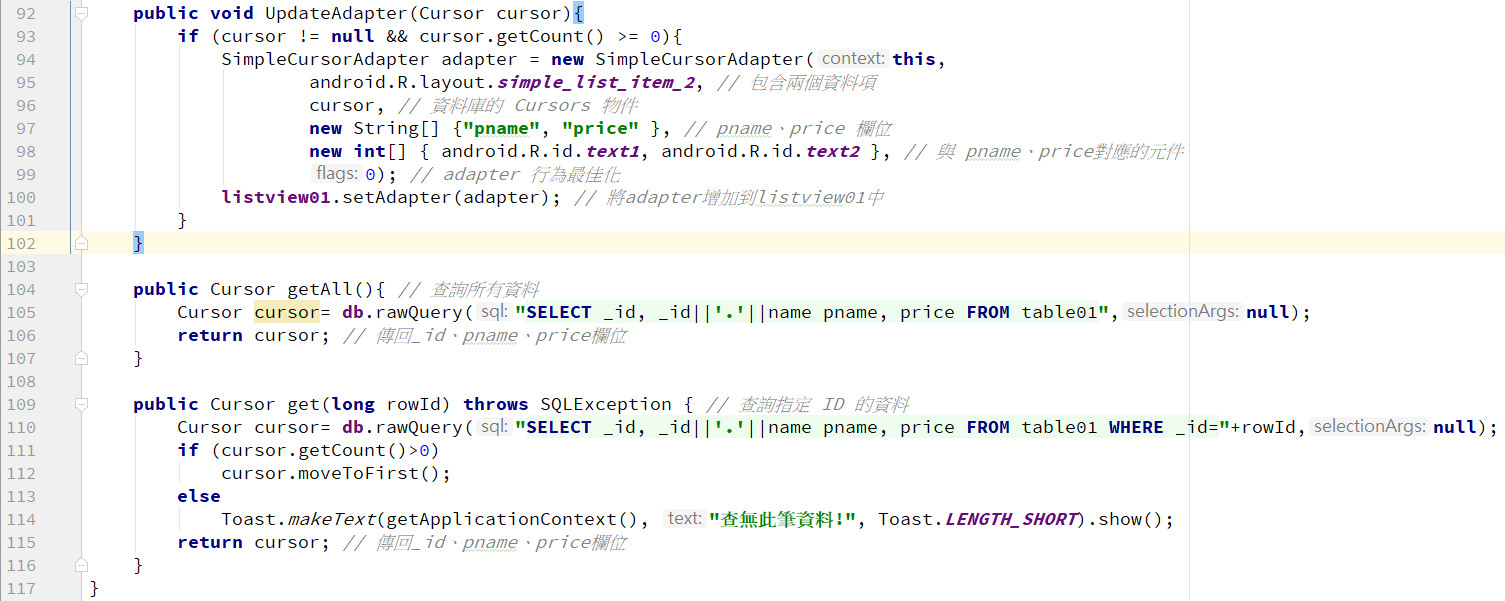 92 public void UpdateAdapter(Cursor cursor){
93 if (cursor != null && cursor.getCount() >= 0){
94 SimpleCursorAdapter adapter = new SimpleCursorAdapter( context: this,
95 android.R.layout.simple_list_item_2, // 包含兩個資料項
96 cursor, // 資料庫的 Cursors 物件
97 new String[] {"pname", "price" }, // pname、price 欄位
98 new int[] { android.R.id.text1, android.R.id.text2 }, // 與 pname、price對應的元件
99 flags: 0); // adapter 行為最佳化
100 listview01.setAdapter(adapter); // 將adapter增加到listview01中
101 }
102 }
103
104 public Cursor getAll(){ // 查詢所有資料
105 Cursor cursor= db.rawQuery( sql: "SELECT _id, _id||'.'||name pname, price FROM table01", selectionArgs: null);
106 return cursor; // 傳回_id、pname、price欄位
107 }
108
109 public Cursor get(long rowId) throws SQLException { // 查詢指定 ID 的資料
110 Cursor cursor= db.rawQuery( sql: "SELECT _id, _id||'.'||name pname, price FROM table01 WHERE _id="+rowId, selectionArgs: null);
111 if (cursor.getCount()>0)
112 cursor.moveToFirst();
113 else
114 Toast.makeText(getApplicationContext(), text: "查無此筆資料!", Toast.LENGTH_SHORT).show();
115 return cursor; // 傳回_id、pname、price欄位
116 }
117 }